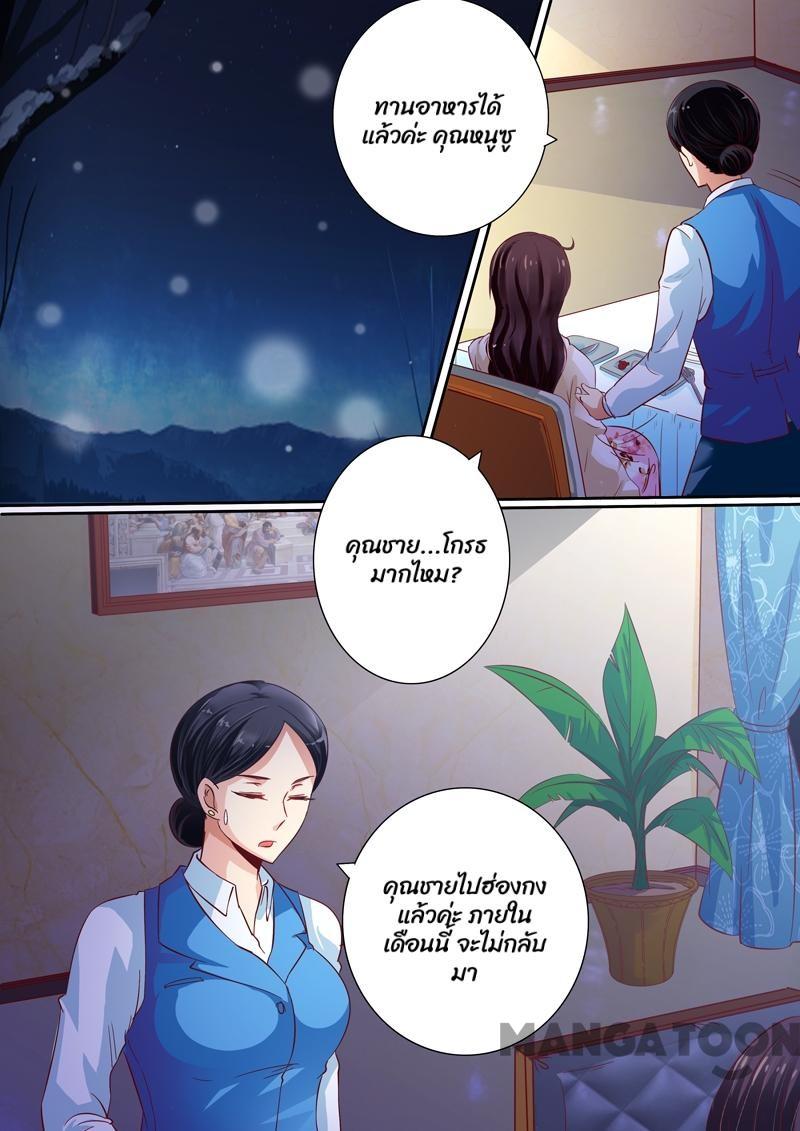 ทานอาหารได้
แล้วค่ะ คุณหนูซู
คุณชาย...โกรธ
มากไหม?
คุณชายไปฮ่องกง
แล้วค่ะ ภายใน
เดือนนี้ จะไม่กลับ
มา
MANGATOON